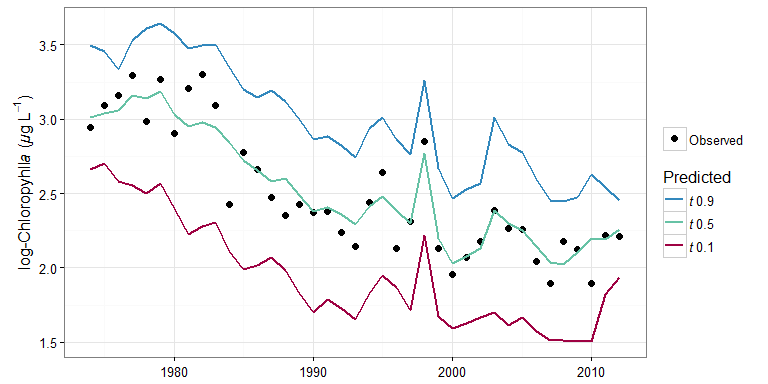 log-Chloropyhlla (µg L⁻¹)
3.5
3.0
2.5
2.0
1.5
1980
1990
2000
2010
Observed
Predicted
t 0.9
t 0.5
t 0.1